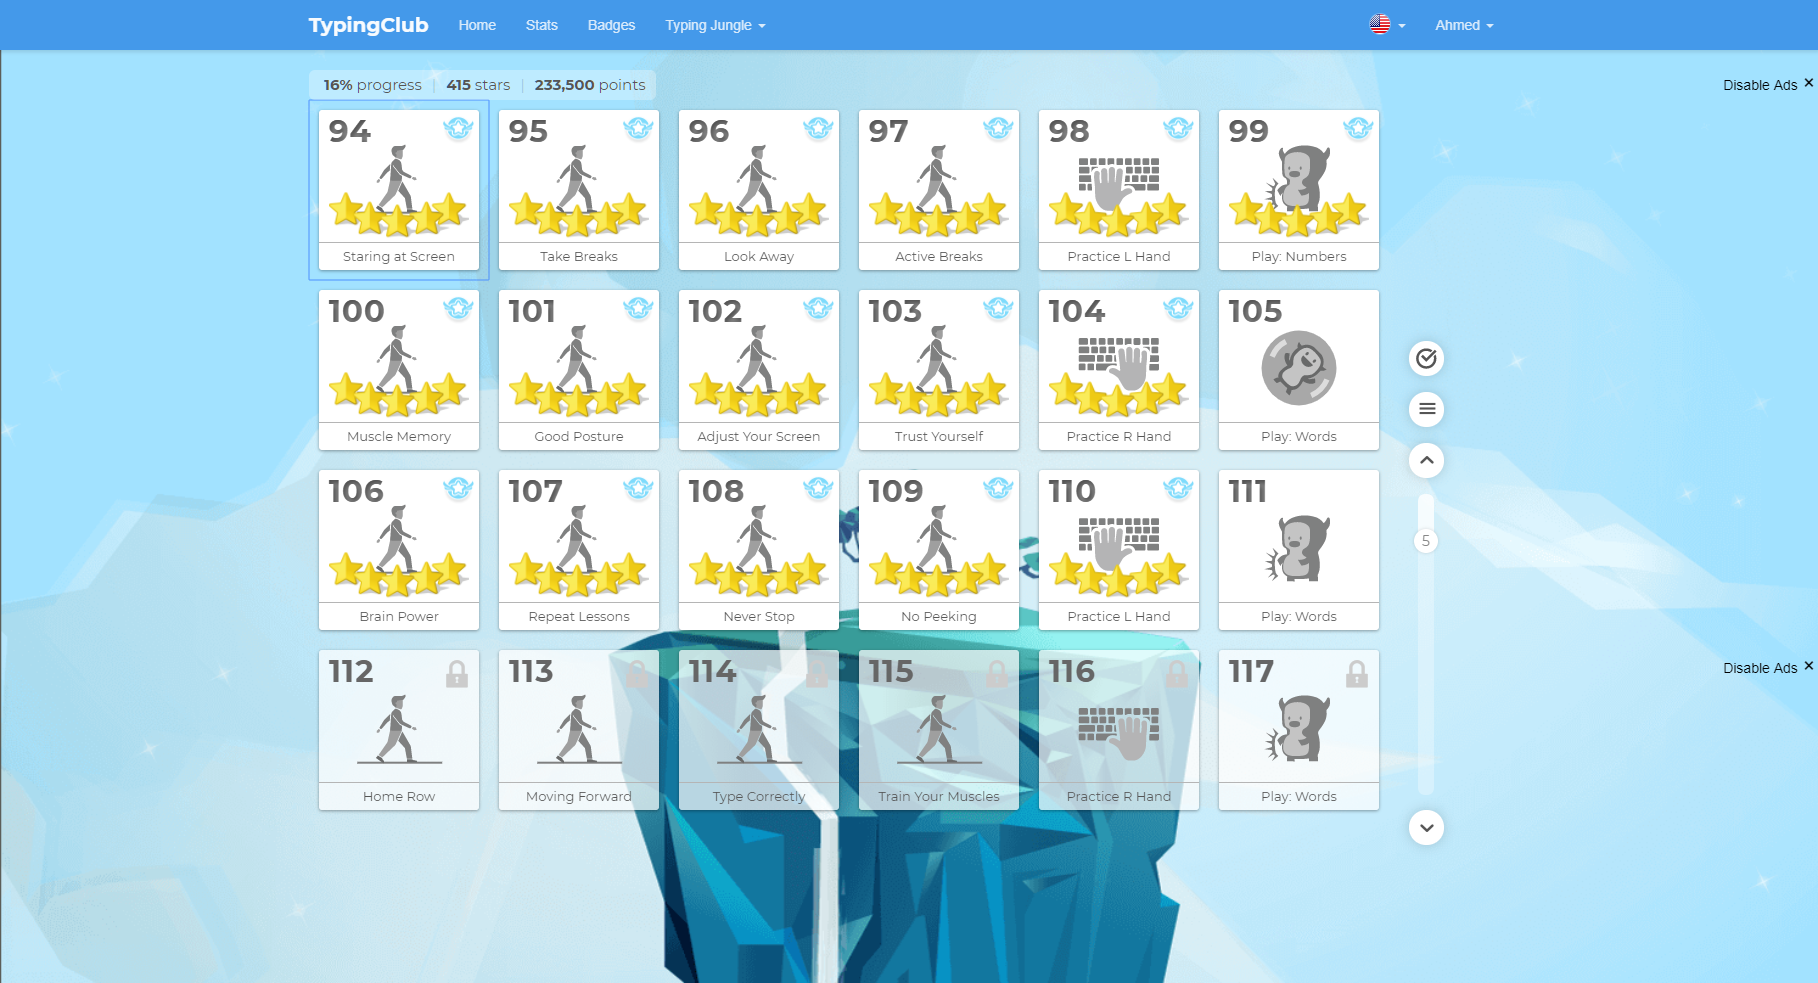 TypingClub Home Stats Badges Typing Jungle Ahmed
16% progress | 415 stars | 233,500 points
Disable Ads ×
94 95 96 97 98 99
Staring at Screen Take Breaks Look Away Active Breaks Practice L Hand Play: Numbers
100 101 102 103 104 105
Muscle Memory Good Posture Adjust Your Screen Trust Yourself Practice R Hand Play: Words
106 107 108 109 110 111
5
Brain Power Repeat Lessons Never Stop No Peeking Practice L Hand Play: Words
Disable Ads ×
112 113 114 115 116 117
Home Row Moving Forward Type Correctly Train Your Muscles Practice R Hand Play: Words